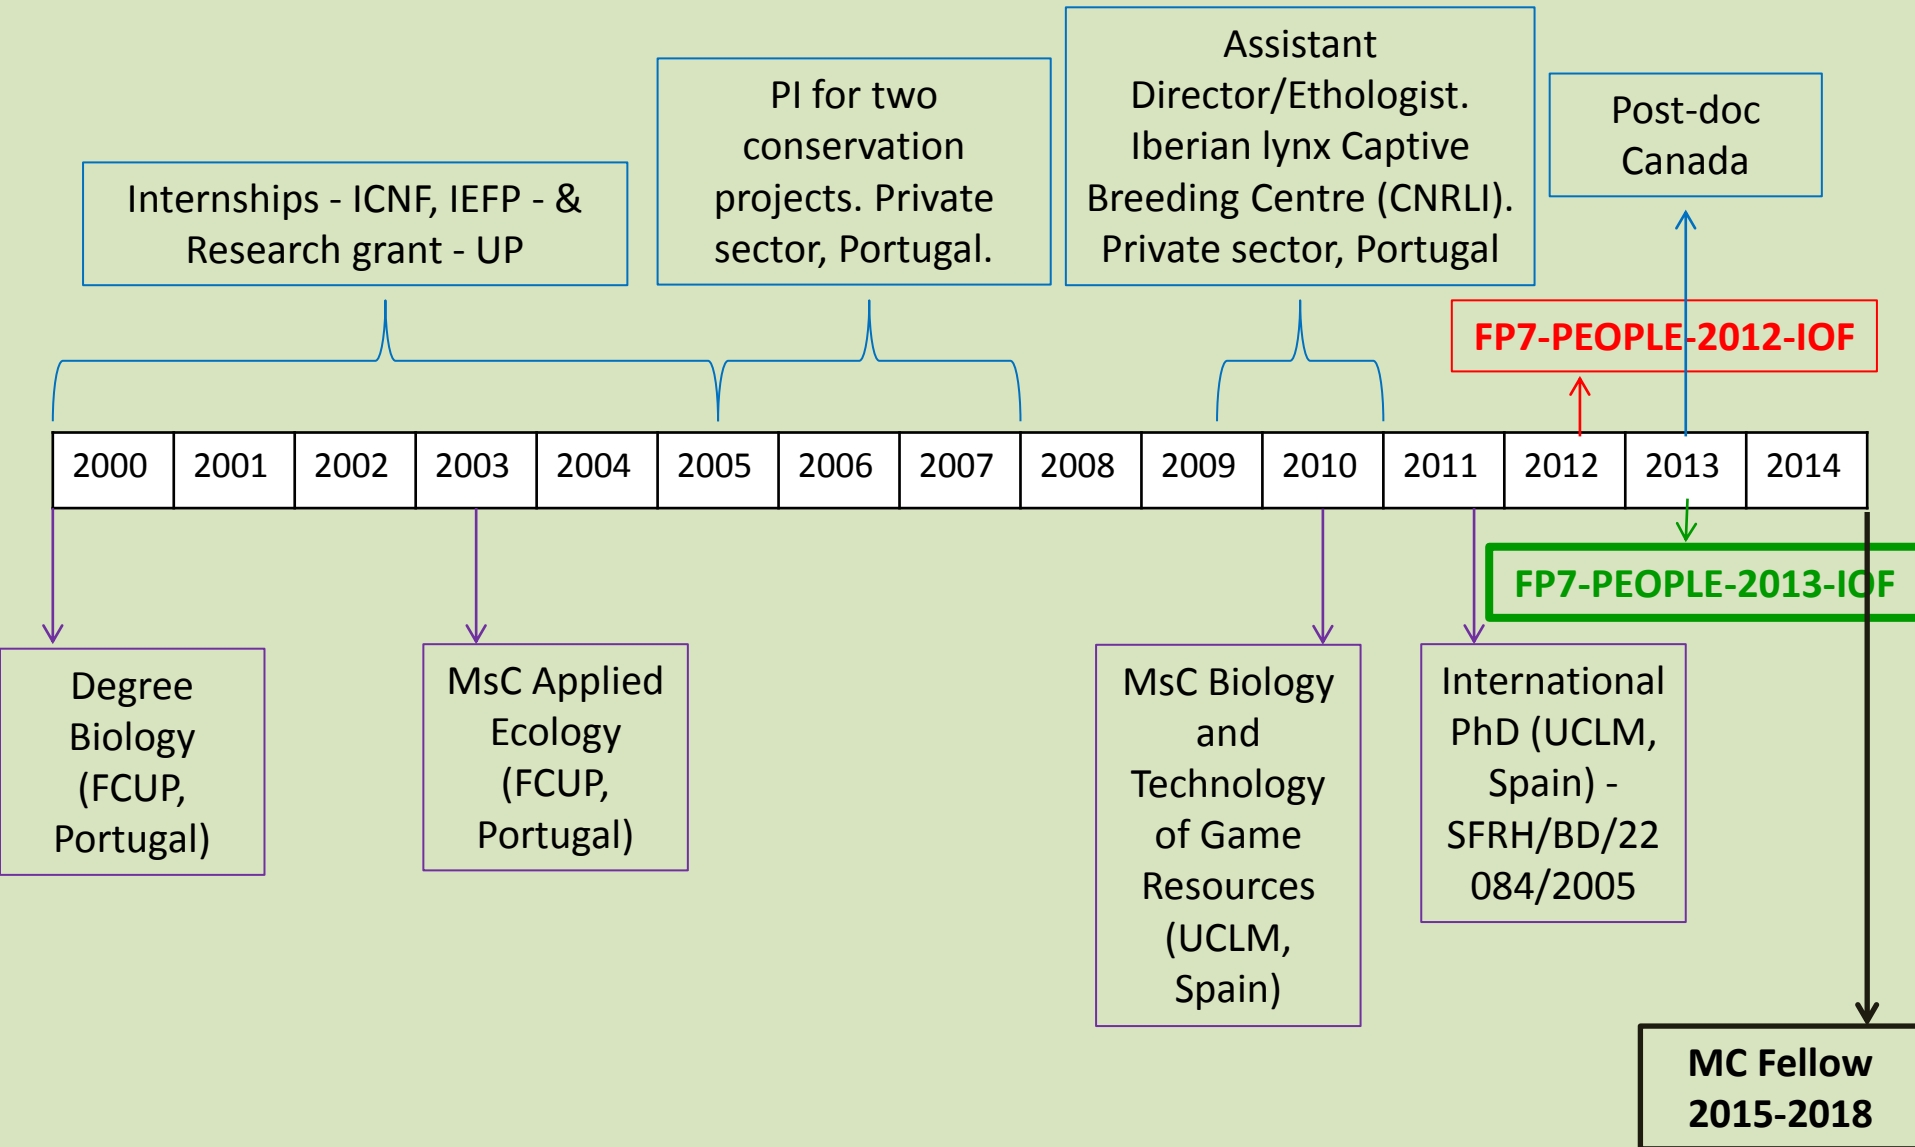 Internships - ICNF, IEFP - &
Research grant - UP
PI for two
conservation
projects. Private
sector, Portugal.
Assistant
Director/Ethologist.
Iberian lynx Captive
Breeding Centre (CNRLI).
Private sector, Portugal
Post-doc
Canada
FP7-PEOPLE-2012-IOF
2000 2001 2002 2003 2004 2005 2006 2007 2008 2009 2010 2011 2012 2013 2014
FP7-PEOPLE-2013-IOF
Degree
Biology
(FCUP,
Portugal)
MsC Applied
Ecology
(FCUP,
Portugal)
MsC Biology
and
Technology
of Game
Resources
(UCLM,
Spain)
International
PhD (UCLM,
Spain) -
SFRH/BD/22
084/2005
MC Fellow
2015-2018